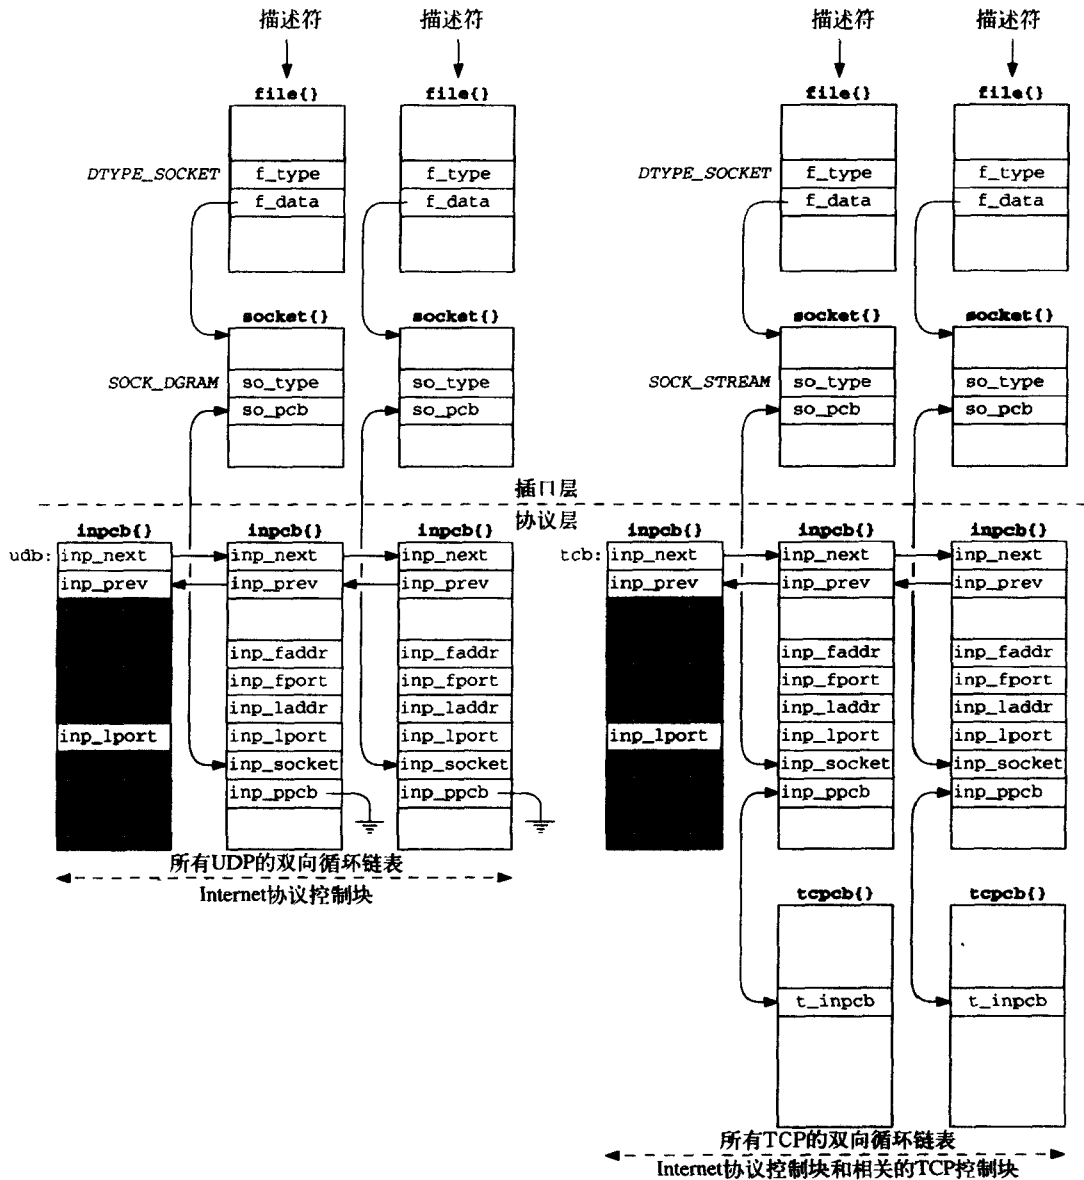 描述符 描述符 描述符 描述符
file{} file{} file{} file{}
DTYPE_SOCKET f_type f_type DTYPE_SOCKET f_type f_type
f_data f_data f_data f_data
socket{} socket{} socket{} socket{}
SOCK_DGRAM so_type so_type SOCK_STREAM so_type so_type
so_pcb so_pcb so_pcb so_pcb
插口层
协议层
inpcb{} inpcb{} inpcb{} inpcb{} inpcb{} inpcb{}
udb: inp_next inp_next inp_next tcb: inp_next inp_next inp_next
inp_prev inp_prev inp_prev inp_prev inp_prev inp_prev
inp_faddr inp_faddr inp_faddr inp_faddr
inp_fport inp_fport inp_fport inp_fport
inp_laddr inp_laddr inp_laddr inp_laddr
inp_lport inp_lport inp_lport inp_lport inp_lport inp_lport
inp_socket inp_socket inp_socket inp_socket
inp_ppcb inp_ppcb inp_ppcb inp_ppcb
所有UDP的双向循环链表
Internet协议控制块
tcpcb{} tcpcb{}
t_inpcb t_inpcb
所有TCP的双向循环链表
Internet协议控制块和相关的TCP控制块